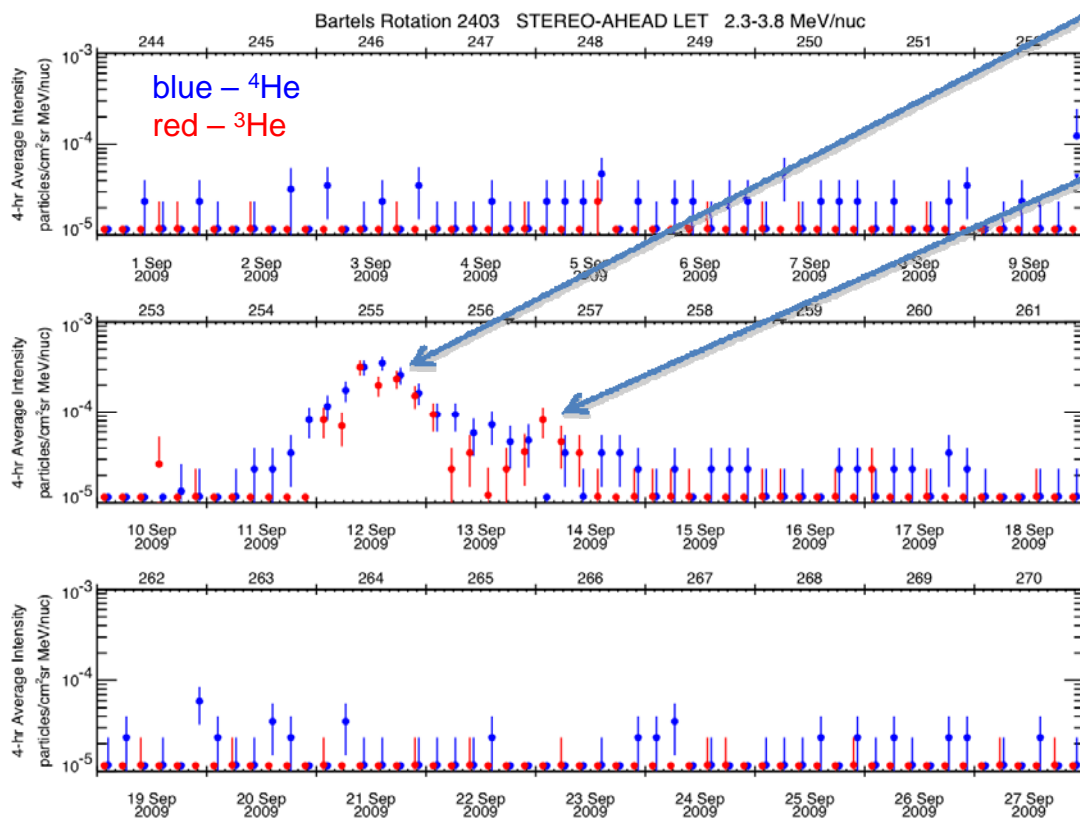 Bartels Rotation 2403 STEREO-AHEAD LET 2.3-3.8 MeV/nuc
244 245 246 247 248 249 250 251
blue – ⁴He
red – ³He
4-hr Average Intensity
particles/cm²sr MeV/nuc)
10⁻³
10⁻⁴
10⁻⁵
1 Sep 2 Sep 3 Sep 4 Sep 5 Sep 6 Sep 7 Sep 8 Sep 9 Sep
2009 2009 2009 2009 2009 2009 2009 2009 2009
253 254 255 256 257 258 259 260 261
4-hr Average Intensity
particles/cm²sr MeV/nuc)
10⁻³
10⁻⁴
10⁻⁵
10 Sep 11 Sep 12 Sep 13 Sep 14 Sep 15 Sep 16 Sep 17 Sep 18 Sep
2009 2009 2009 2009 2009 2009 2009 2009 2009
262 263 264 265 266 267 268 269 270
4-hr Average Intensity
particles/cm²sr MeV/nuc)
10⁻³
10⁻⁴
10⁻⁵
19 Sep 20 Sep 21 Sep 22 Sep 23 Sep 24 Sep 25 Sep 26 Sep 27 Sep
2009 2009 2009 2009 2009 2009 2009 2009 2009